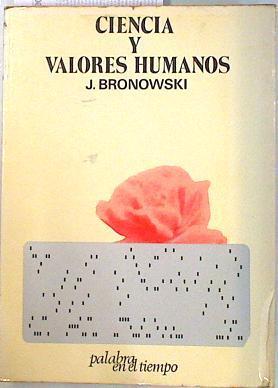 CIENCIA
Y
VALORES HUMANOS
J. BRONOWSKI
palabra
en el tiempo